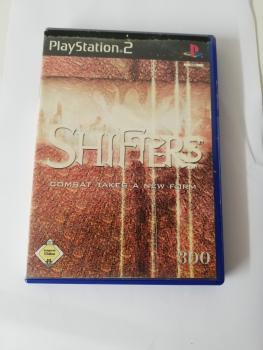 PlayStation 2
SHIFTERS
COMBAT TAKES A NEW FORM
3DO